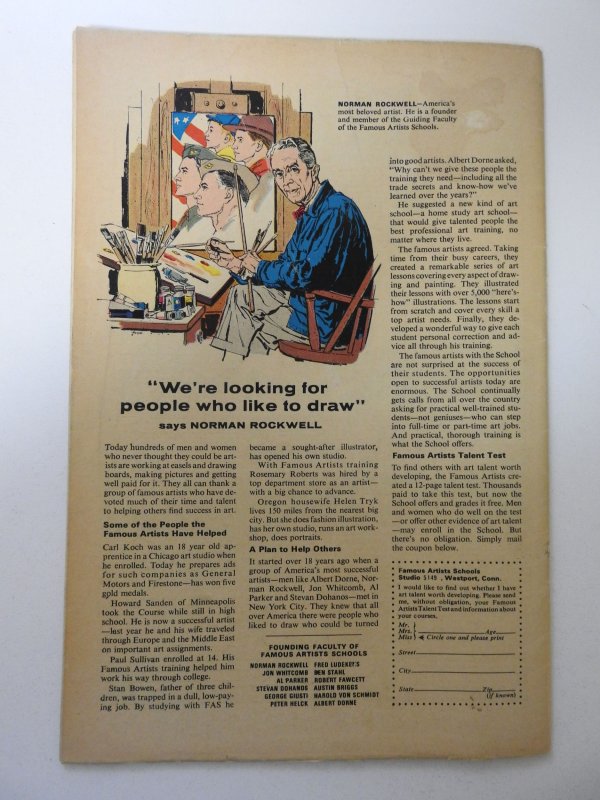 NORMAN ROCKWELL—America's
most beloved artist. He is a founder
and member of the Guiding Faculty
of the Famous Artists Schools.
"We're looking for
people who like to draw"
says NORMAN ROCKWELL
Today hundreds of men and women
who never thought they could be art-
ists are working at easels and drawing
boards, making pictures and getting
well paid for it. They all can thank a
group of famous artists who have de-
voted much of their time and talent
to helping others find success in art.
Some of the People the
Famous Artists Have Helped
Carl Koch was an 18 year old ap-
prentice in a Chicago art studio when
he enrolled. Today he prepares ads
for such companies as General
Motors and Firestone—has won five
gold medals.
Howard Sanden of Minneapolis
took the Course while still in high
school. He is now a successful artist
—last year he and his wife traveled
through Europe and the Middle East
on important art assignments.
Paul Sullivan enrolled at 14. His
Famous Artists training helped him
work his way through college.
Stan Bowen, father of three chil-
dren, was trapped in a dull, low-pay-
ing job. By studying with FAS he
became a sought-after illustrator,
has opened his own studio.
With Famous Artists training
Rosemary Roberts was hired by a
top department store as an artist—
with a big chance to advance.
Oregon housewife Helen Tryk
lives 150 miles from the nearest big
city. But she does fashion illustration,
has her own studio, runs an art work-
shop, does portraits.
A Plan to Help Others
It started over 18 years ago when a
group of America's most successful
artists—men like Albert Dorne, Nor-
man Rockwell, Jon Whitcomb, Al
Parker and Stevan Dohanos—met in
New York City. They knew that all
over America there were people who
liked to draw who could be turned
FOUNDING FACULTY OF
FAMOUS ARTISTS SCHOOLS
NORMAN ROCKWELL FRED LUDEKENS
JON WHITCOMB BEN STAHL
AL PARKER ROBERT FAWCETT
STEVAN DOHANOS AUSTIN BRIGGS
GEORGE GIUSTI HAROLD VON SCHMIDT
PETER HELCK ALBERT DORNE
into good artists. Albert Dorne asked,
"Why can't we give these people the
training they need—including all the
trade secrets and know-how we've
learned over the years?"
He suggested a new kind of art
school—a home study art school—
that would give talented people the
best professional art training, no
matter where they live.
The famous artists agreed. Taking
time from their busy careers, they
created a remarkable series of art
lessons covering every aspect of draw-
ing and painting. They illustrated
their lessons with over 5,000 "here's-
how" illustrations. The lessons start
from scratch and cover every skill a
top artist needs. Finally, they de-
veloped a wonderful way to give each
student personal correction and ad-
vice all through his training.
The famous artists with the School
are not surprised at the success of
their students. The opportunities
open to successful artists today are
enormous. The School continually
gets calls from all over the country
asking for practical well-trained stu-
dents—not geniuses—who can step
into full-time or part-time art jobs.
And practical, thorough training is
what the School offers.
Famous Artists Talent Test
To find others with art talent worth
developing, the Famous Artists cre-
ated a 12-page talent test. Thousands
paid to take this test, but now the
School offers and grades it free. Men
and women who do well on the test
—or offer other evidence of art talent
—may enroll in the School. But
there's no obligation. Simply mail
the coupon below.
Famous Artists Schools
Studio 5149, Westport, Conn.
I would like to find out whether I have
art talent worth developing. Please send
me, without obligation, your Famous
Artists Talent Test and information about
your courses.
Mr.
Mrs. Age
Miss Circle one and please print
Street
City
State Zip
(if known)